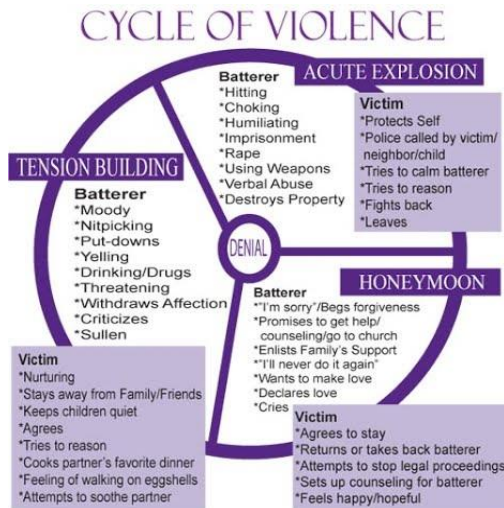 CYCLE OF VIOLENCE
ACUTE EXPLOSION
Batterer
*Hitting
*Choking
*Humiliating
*Imprisonment
*Rape
*Using Weapons
*Verbal Abuse
*Destroys Property
Victim
*Protects Self
*Police called by victim/
neighbor/child
*Tries to calm batterer
*Tries to reason
*Fights back
*Leaves
TENSION BUILDING
Batterer
*Moody
*Nitpicking
*Put-downs
*Yelling
*Drinking/Drugs
*Threatening
*Withdraws Affection
*Criticizes
*Sullen
Victim
*Nurturing
*Stays away from Family/Friends
*Keeps children quiet
*Agrees
*Tries to reason
*Cooks partner's favorite dinner
*Feeling of walking on eggshells
*Attempts to soothe partner
DENIAL
HONEYMOON
Batterer
*"I'm sorry"/Begs forgiveness
*Promises to get help/
counseling/go to church
*Enlists Family's Support
*"I'll never do it again"
*Wants to make love
*Declares love
*Cries
Victim
*Agrees to stay
*Returns or takes back batterer
*Attempts to stop legal proceedings
*Sets up counseling for batterer
*Feels happy/hopeful